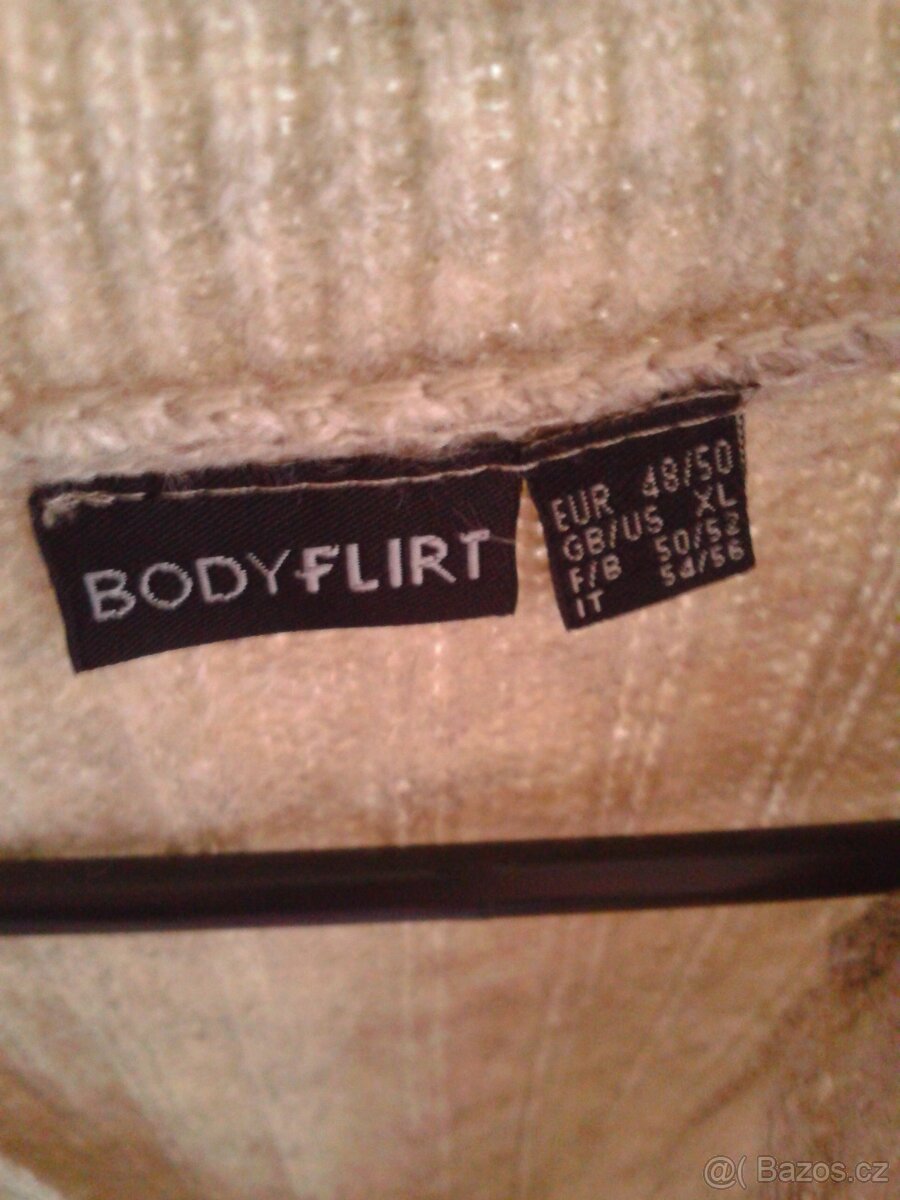 BODYFLIRT
EUR 48/50
GB/US XL
F/B 50/52
IT 54/56
@( Bazos.cz